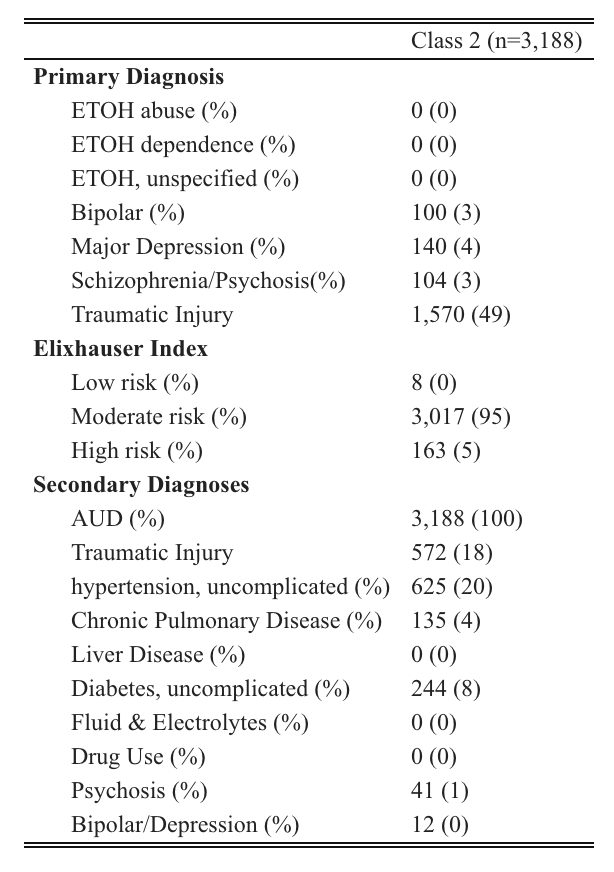 Class 2 (n=3,188)
Primary Diagnosis
ETOH abuse (%) 0 (0)
ETOH dependence (%) 0 (0)
ETOH, unspecified (%) 0 (0)
Bipolar (%) 100 (3)
Major Depression (%) 140 (4)
Schizophrenia/Psychosis(%) 104 (3)
Traumatic Injury 1,570 (49)
Elixhauser Index
Low risk (%) 8 (0)
Moderate risk (%) 3,017 (95)
High risk (%) 163 (5)
Secondary Diagnoses
AUD (%) 3,188 (100)
Traumatic Injury 572 (18)
hypertension, uncomplicated (%) 625 (20)
Chronic Pulmonary Disease (%) 135 (4)
Liver Disease (%) 0 (0)
Diabetes, uncomplicated (%) 244 (8)
Fluid & Electrolytes (%) 0 (0)
Drug Use (%) 0 (0)
Psychosis (%) 41 (1)
Bipolar/Depression (%) 12 (0)